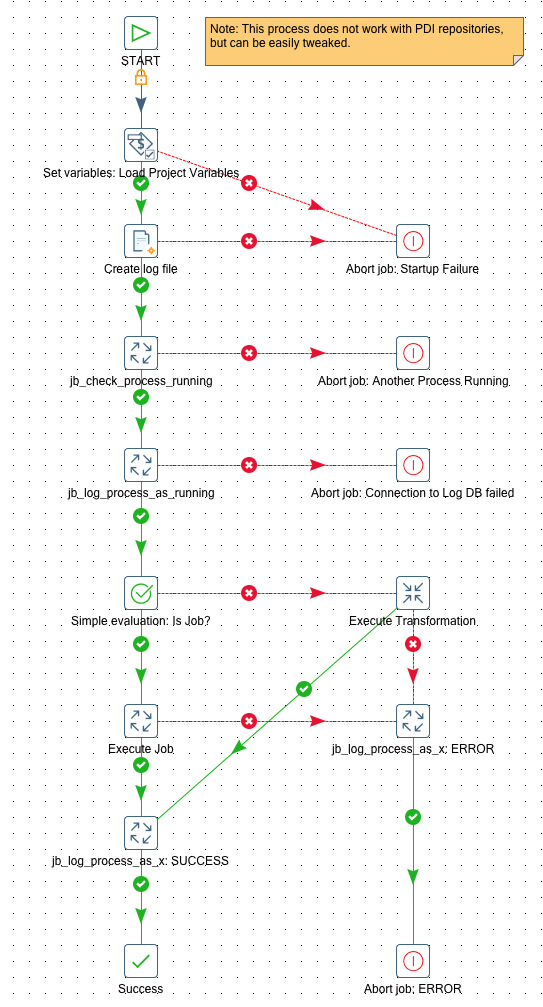 Note: This process does not work with PDI repositories,
but can be easily tweaked.
START
Set variables: Load Project Variables
Create log file
Abort job: Startup Failure
jb_check_process_running
Abort job: Another Process Running
jb_log_process_as_running
Abort job: Connection to Log DB failed
Simple evaluation: Is Job?
Execute Transformation
Execute Job
jb_log_process_as_x: ERROR
jb_log_process_as_x: SUCCESS
Success
Abort job: ERROR